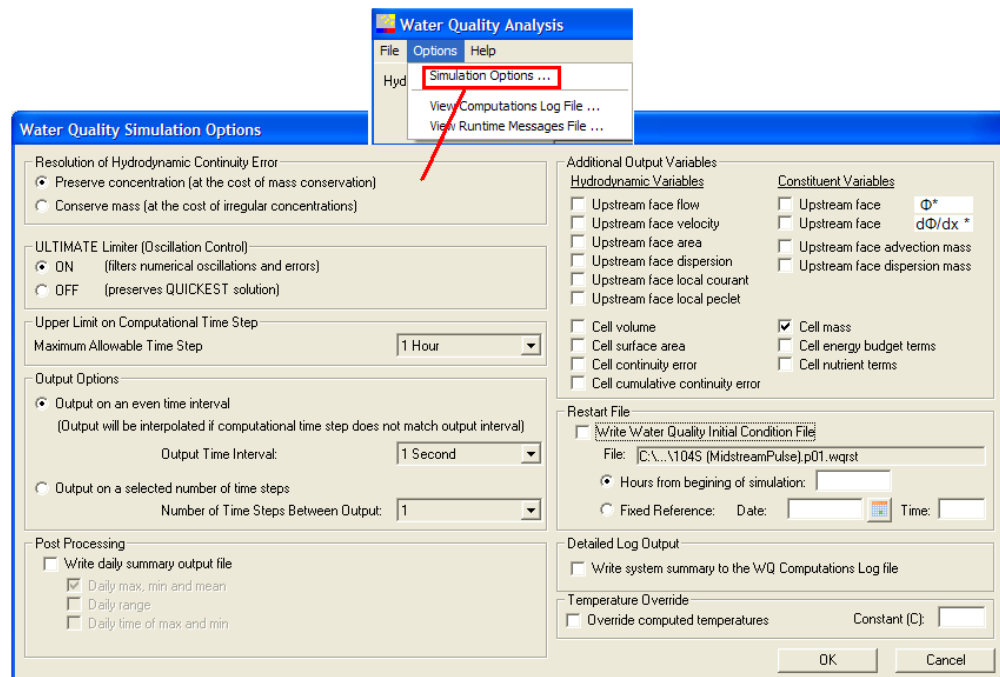 Water Quality Analysis
File Options Help
Hyd
Simulation Options ...
View Computations Log File ...
View Runtime Messages File ...
Water Quality Simulation Options
Resolution of Hydrodynamic Continuity Error
Preserve concentration (at the cost of mass conservation)
Conserve mass (at the cost of irregular concentrations)
ULTIMATE Limiter (Oscillation Control)
ON (filters numerical oscillations and errors)
OFF (preserves QUICKEST solution)
Upper Limit on Computational Time Step
Maximum Allowable Time Step 1 Hour
Output Options
Output on an even time interval
(Output will be interpolated if computational time step does not match output interval)
Output Time Interval: 1 Second
Output on a selected number of time steps
Number of Time Steps Between Output: 1
Post Processing
Write daily summary output file
Daily max, min and mean
Daily range
Daily time of max and min
Additional Output Variables
Hydrodynamic Variables
Upstream face flow
Upstream face velocity
Upstream face area
Upstream face dispersion
Upstream face local courant
Upstream face local peclet
Cell volume
Cell surface area
Cell continuity error
Cell cumulative continuity error
Constituent Variables
Upstream face Φ*
Upstream face dΦ/dx *
Upstream face advection mass
Upstream face dispersion mass
Cell mass
Cell energy budget terms
Cell nutrient terms
Restart File
Write Water Quality Initial Condition File
File: C:\...\104S (MidstreamPulse).p01.wqrst
Hours from begining of simulation:
Fixed Reference: Date: Time:
Detailed Log Output
Write system summary to the WQ Computations Log file
Temperature Override
Override computed temperatures Constant (C):
OK Cancel